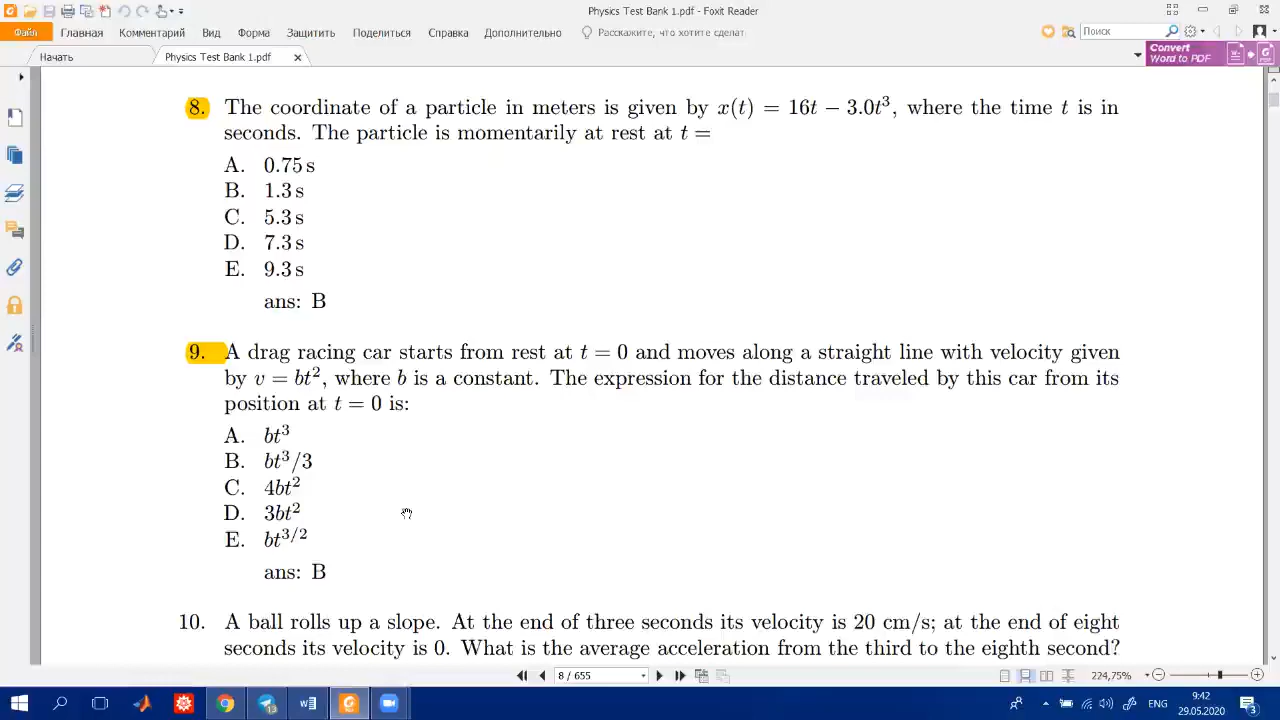 Physics Test Bank 1.pdf - Foxit Reader
Файл Главная Комментарий Вид Форма Защитить Поделиться Справка Дополнительно Расскажите, что хотите сделат Поиск
Начать Physics Test Bank 1.pdf Convert
Word to PDF
8. The coordinate of a particle in meters is given by x(t) = 16t − 3.0t³, where the time t is in
seconds. The particle is momentarily at rest at t =
A. 0.75 s
B. 1.3 s
C. 5.3 s
D. 7.3 s
E. 9.3 s
ans: B
9. A drag racing car starts from rest at t = 0 and moves along a straight line with velocity given
by v = bt², where b is a constant. The expression for the distance traveled by this car from its
position at t = 0 is:
A. bt³
B. bt³/3
C. 4bt²
D. 3bt²
E. bt³/²
ans: B
10. A ball rolls up a slope. At the end of three seconds its velocity is 20 cm/s; at the end of eight
seconds its velocity is 0. What is the average acceleration from the third to the eighth second?
8 / 655 224,75%
ENG 9:42
29.05.2020